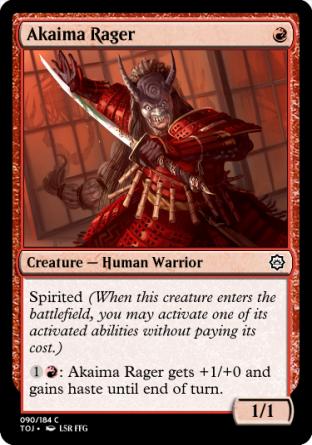 Akaima Rager
Creature — Human Warrior
Spirited (When this creature enters the
battlefield, you may activate one of its
activated abilities without paying its
cost.)
1 : Akaima Rager gets +1/+0 and
gains haste until end of turn.
090/184 C
TOJ • LSR FFG
1/1